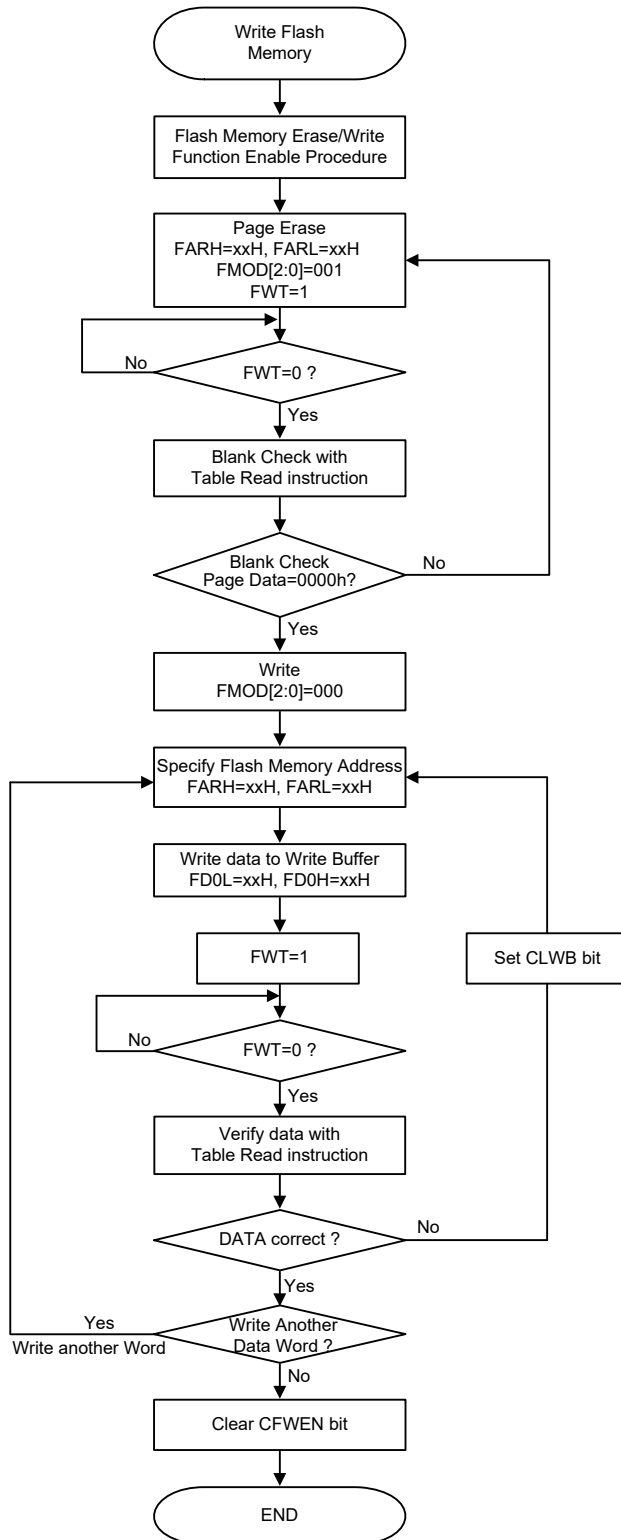 Write Flash
Memory
Flash Memory Erase/Write
Function Enable Procedure
Page Erase
FARH=xxH, FARL=xxH
FMOD[2:0]=001
FWT=1
No
FWT=0 ?
Yes
Blank Check with
Table Read instruction
Blank Check
Page Data=0000h?
No
Yes
Write
FMOD[2:0]=000
Specify Flash Memory Address
FARH=xxH, FARL=xxH
Write data to Write Buffer
FD0L=xxH, FD0H=xxH
FWT=1
Set CLWB bit
No
FWT=0 ?
Yes
Verify data with
Table Read instruction
DATA correct ?
No
Yes
Yes
Write another Word
Write Another
Data Word ?
No
Clear CFWEN bit
END